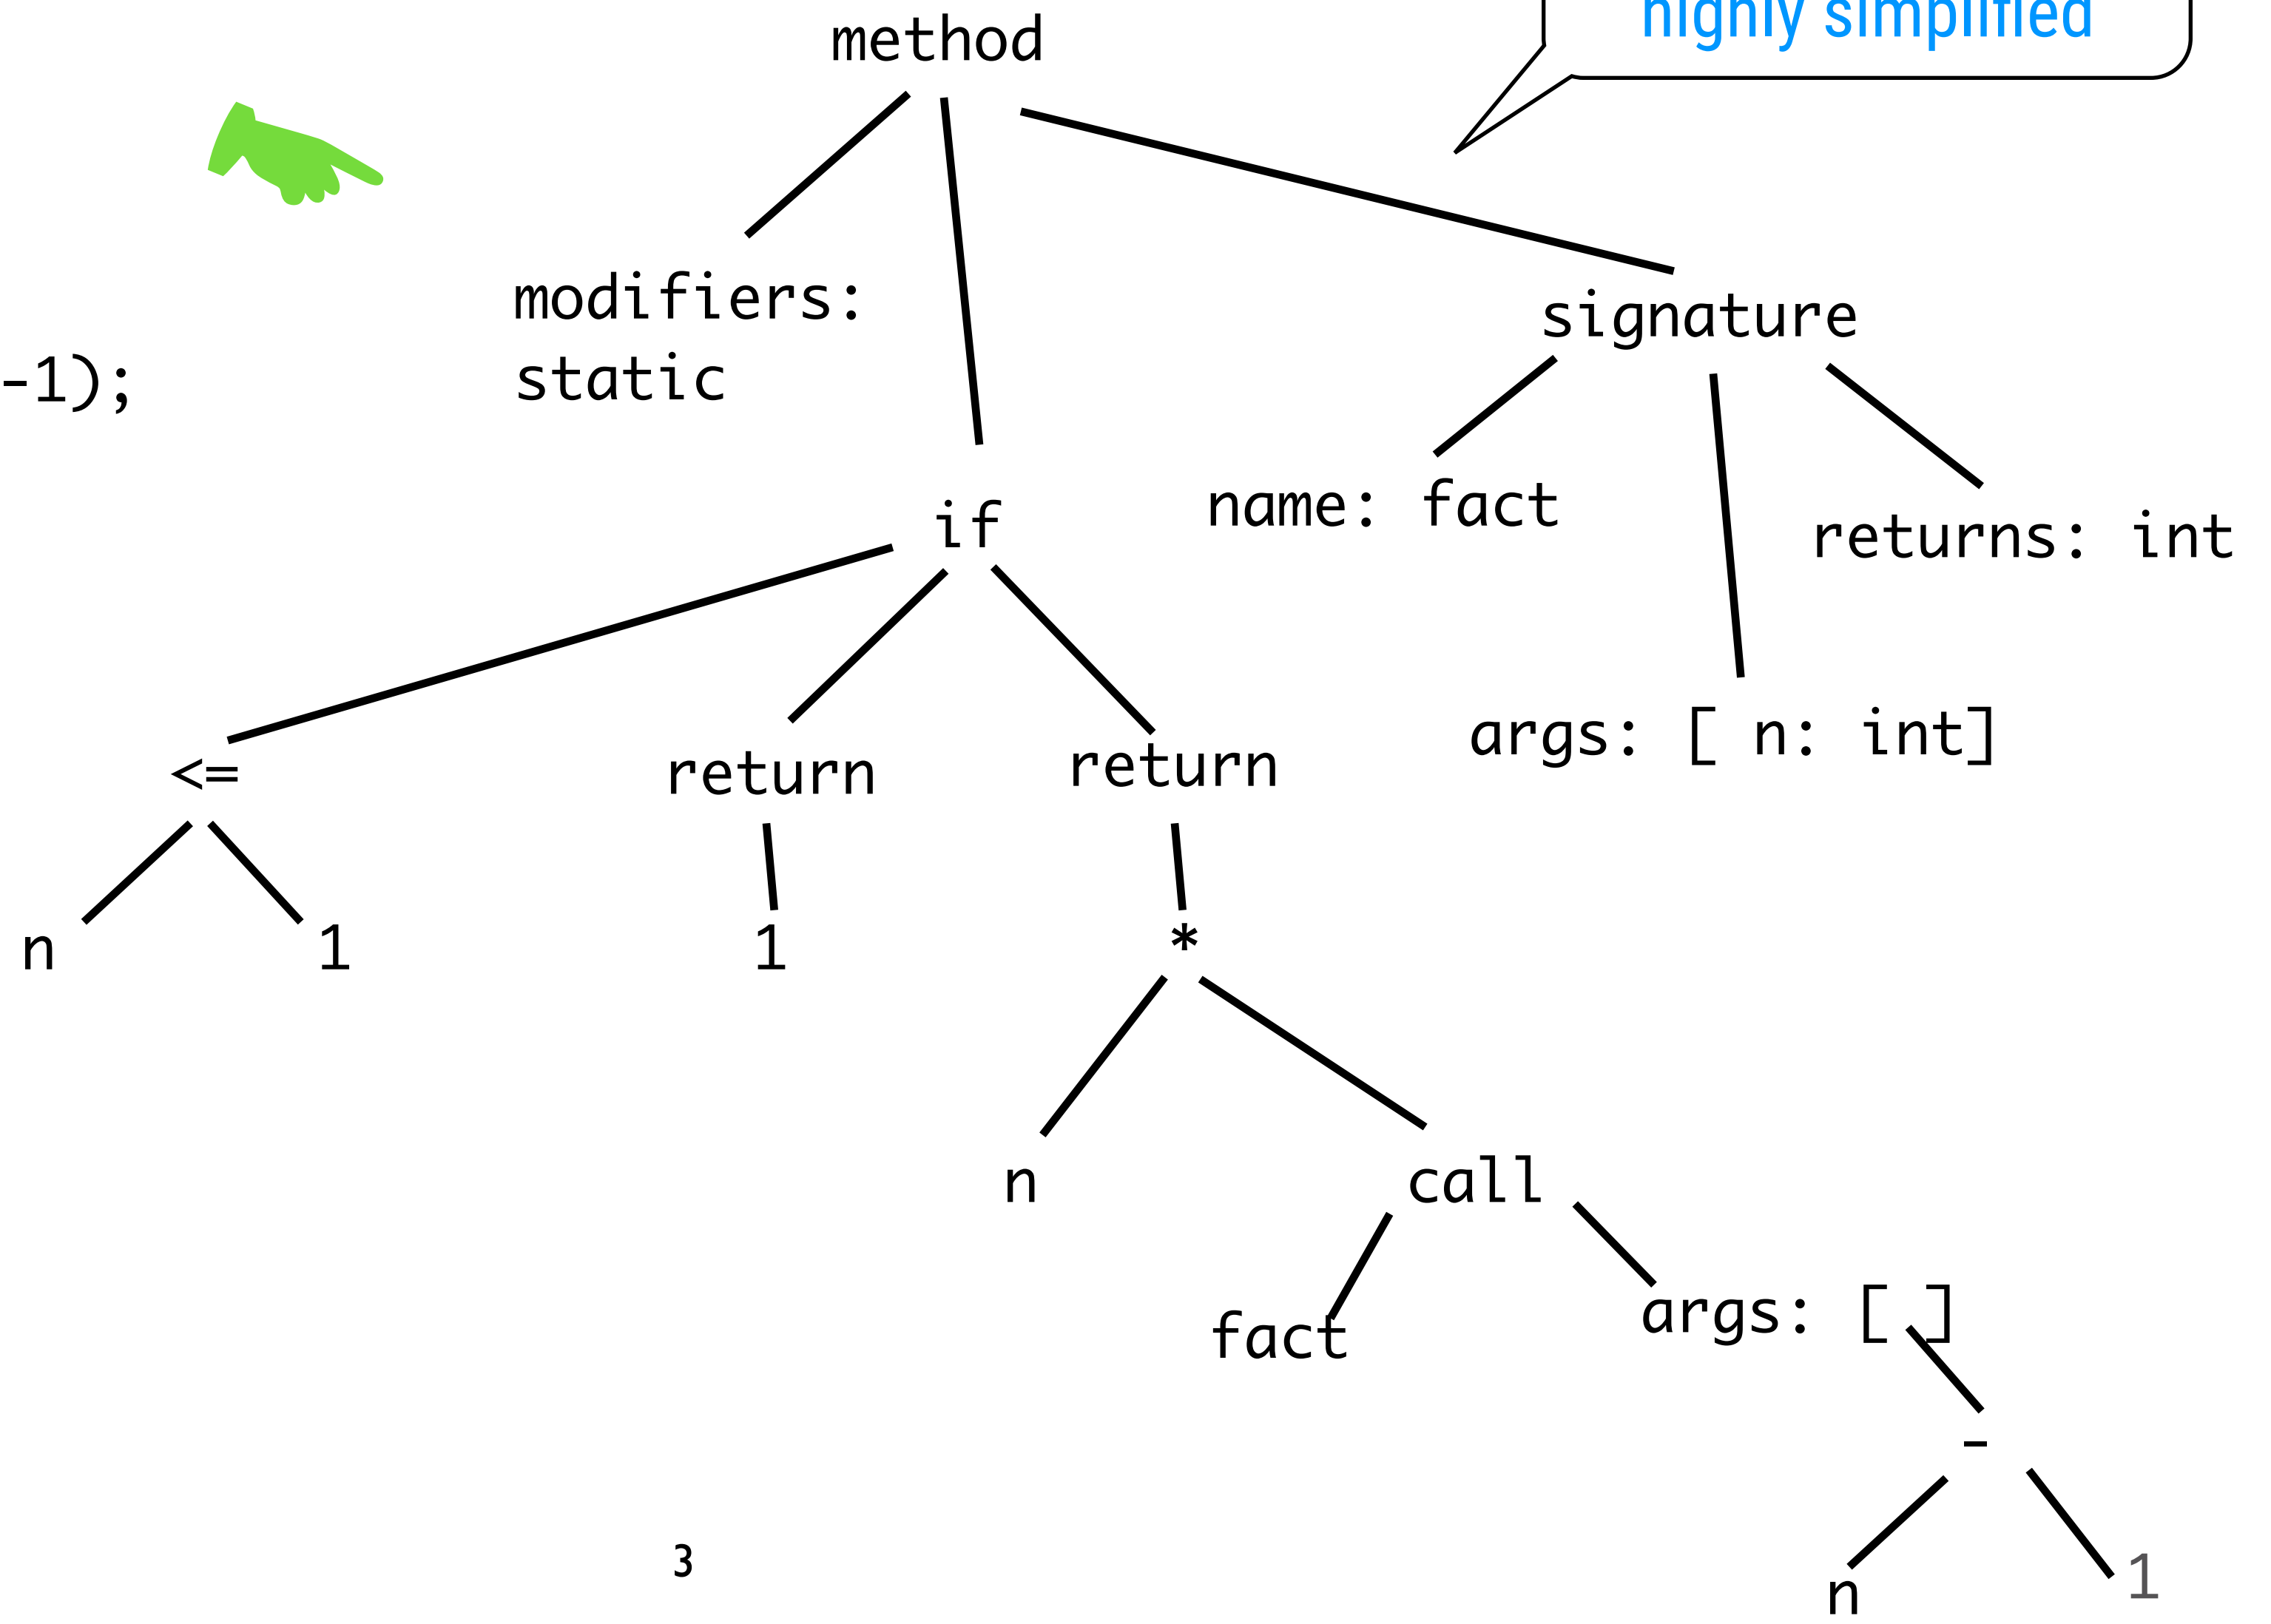 highly simplified
method
modifiers:
static
signature
-1);
name: fact
returns: int
if
args: [ n: int]
<=
return
return
n
1
1
*
n
call
fact
args: [ ]
-
n
1
3